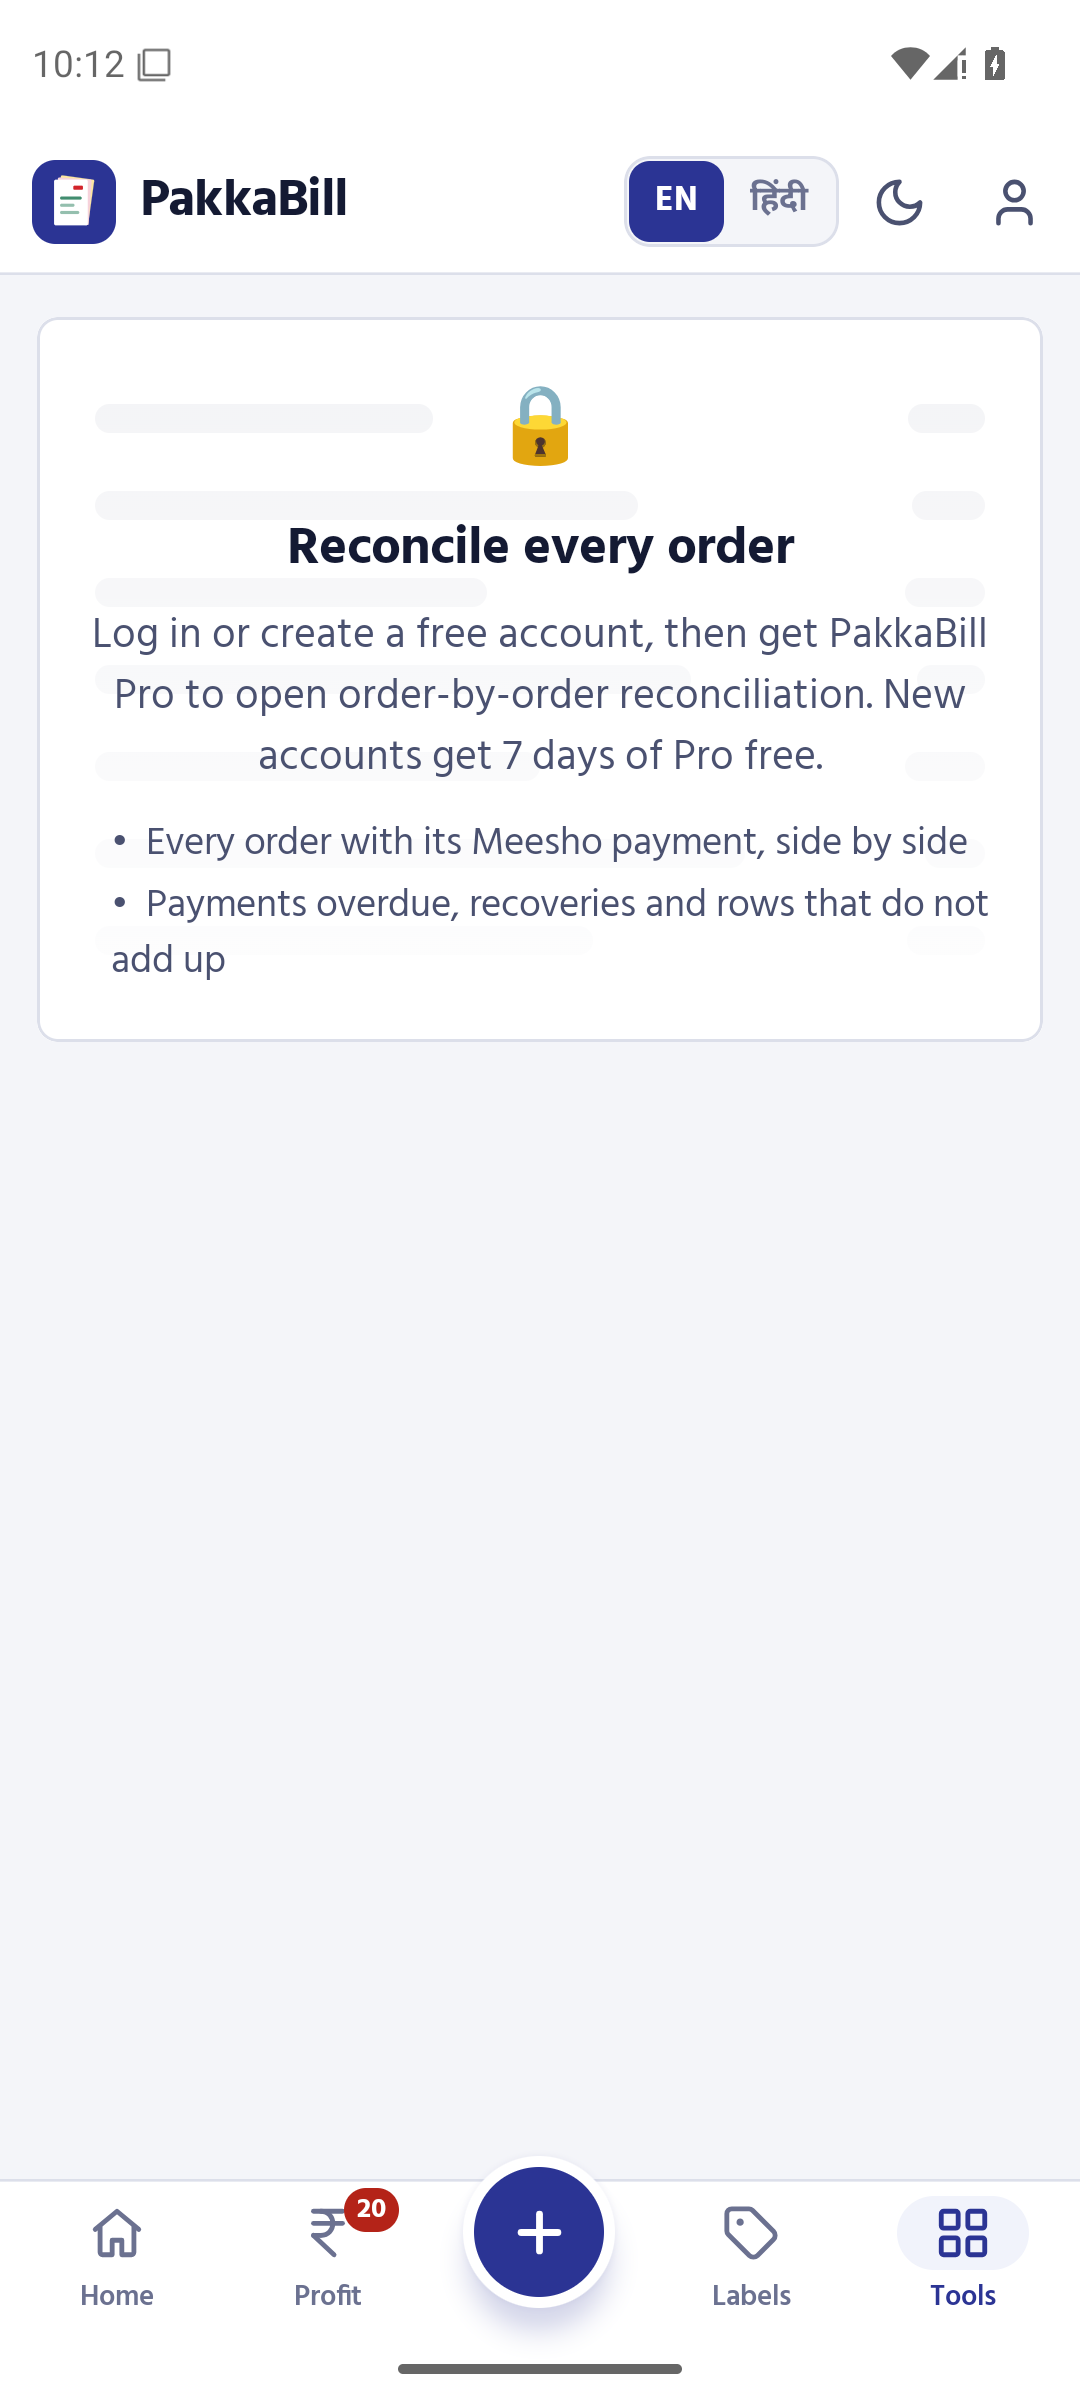 10:12
PakkaBill
EN हिंदी
Reconcile every order
Log in or create a free account, then get PakkaBill
Pro to open order-by-order reconciliation. New
accounts get 7 days of Pro free.
• Every order with its Meesho payment, side by side
• Payments overdue, recoveries and rows that do not
add up
20
Home
Profit
Labels
Tools